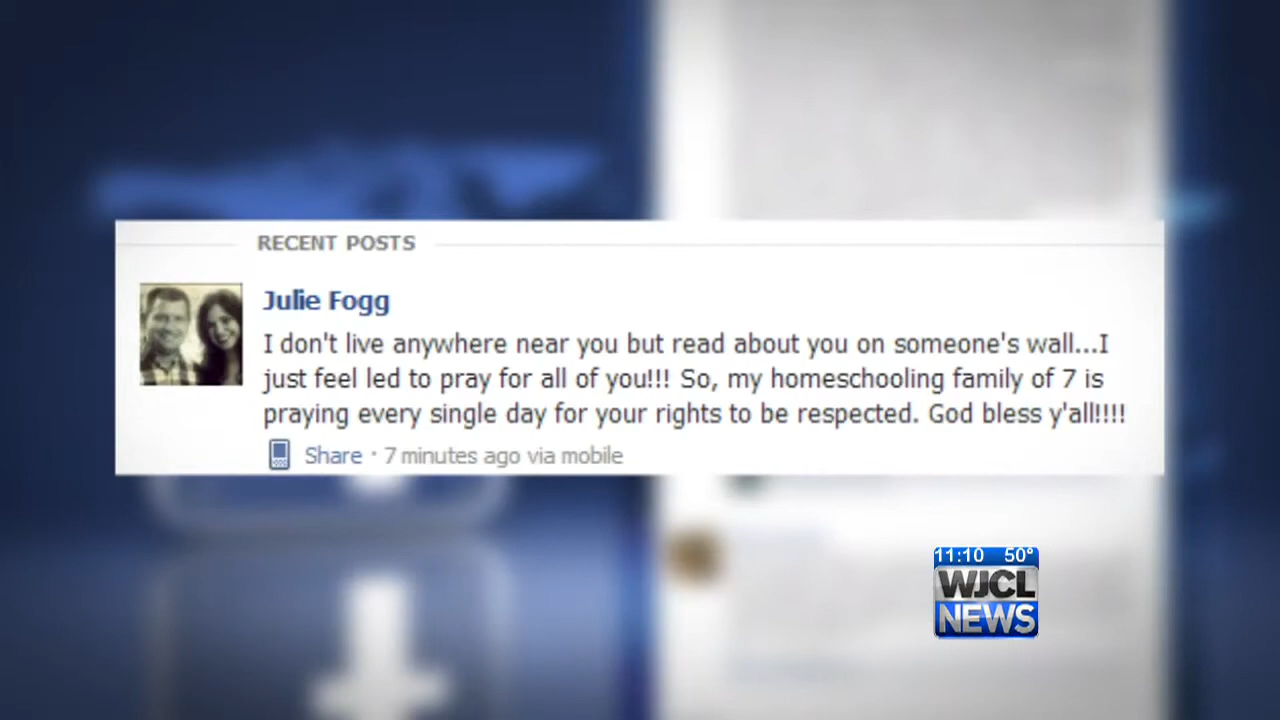 RECENT POSTS
Julie Fogg
I don't live anywhere near you but read about you on someone's wall...I
just feel led to pray for all of you!!! So, my homeschooling family of 7 is
praying every single day for your rights to be respected. God bless y'all!!!!
Share · 7 minutes ago via mobile
11:10 50°
WJCL
NEWS